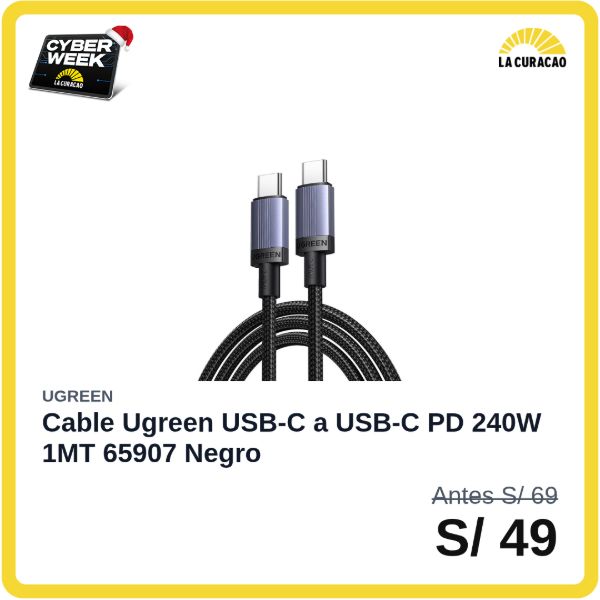 CYBER
WEEK
LA CURACAO
LA CURACAO
UGREEN
UGREEN
UGREEN
Cable Ugreen USB-C a USB-C PD 240W
1MT 65907 Negro
Antes S/ 69
S/ 49